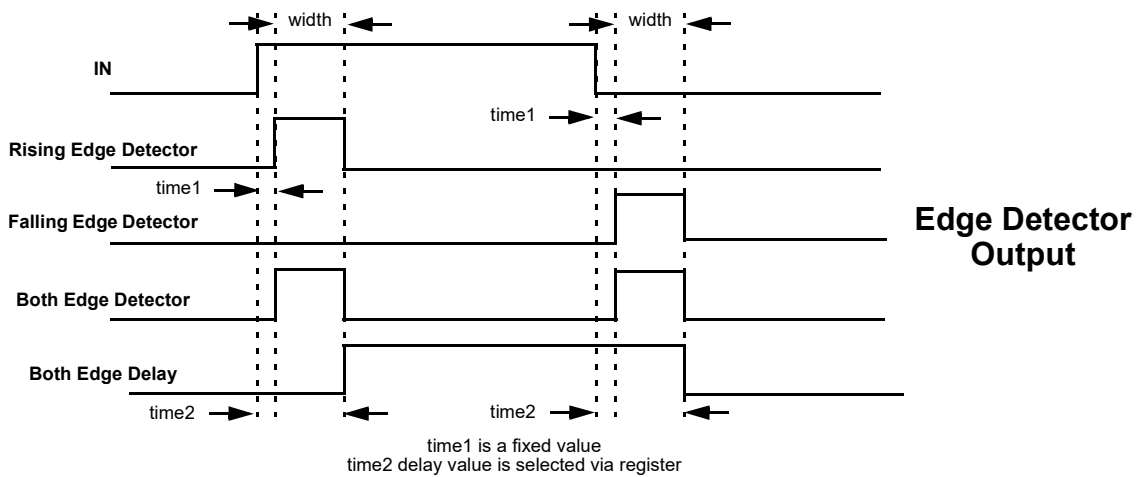 width
width
IN
time1
Rising Edge Detector
time1
Falling Edge Detector
Edge Detector
Output
Both Edge Detector
Both Edge Delay
time2
time2
time1 is a fixed value
time2 delay value is selected via register